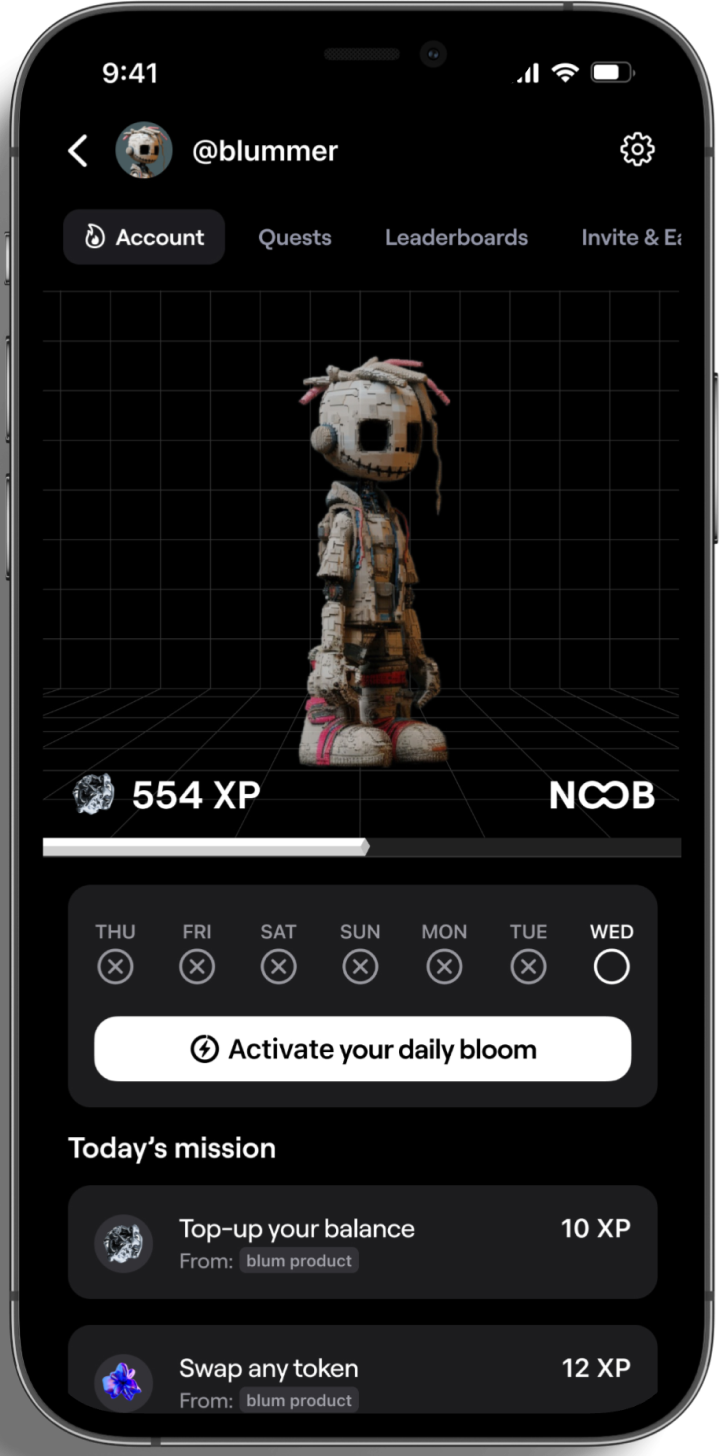 9:41
@blummer
Account Quests Leaderboards Invite & Ea
554 XP NOOB
THU FRI SAT SUN MON TUE WED
Activate your daily bloom
Today's mission
Top-up your balance 10 XP
From: blum product
Swap any token 12 XP
From: blum product